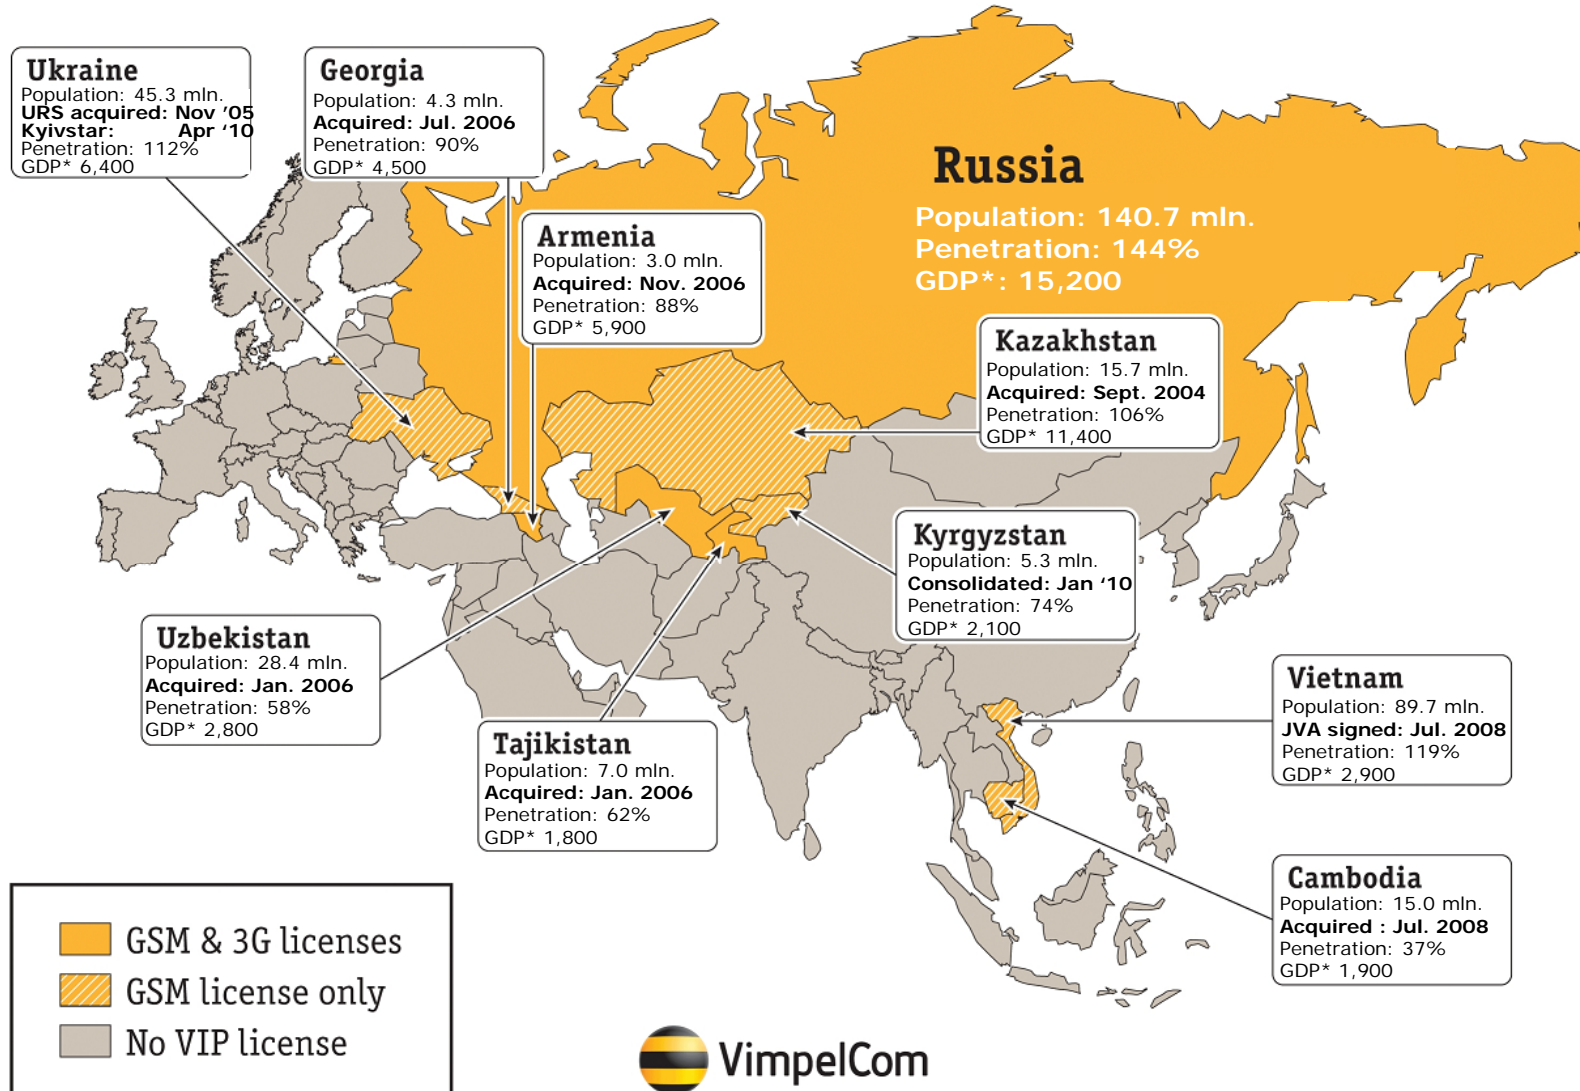 Ukraine
Population: 45.3 mln.
URS acquired: Nov '05
Kyivstar: Apr ‘10
Penetration: 112%
GDP* 6,400
Georgia
Population: 4.3 mln.
Acquired: Jul. 2006
Penetration: 90%
GDP* 4,500
Armenia
Population: 3.0 mln.
Acquired: Nov. 2006
Penetration: 88%
GDP* 5,900
Russia
Population: 140.7 mln.
Penetration: 144%
GDP*: 15,200
Kazakhstan
Population: 15.7 mln.
Acquired: Sept. 2004
Penetration: 106%
GDP* 11,400
Kyrgyzstan
Population: 5.3 mln.
Consolidated: Jan ‘10
Penetration: 74%
GDP* 2,100
Uzbekistan
Population: 28.4 mln.
Acquired: Jan. 2006
Penetration: 58%
GDP* 2,800
Tajikistan
Population: 7.0 mln.
Acquired: Jan. 2006
Penetration: 62%
GDP* 1,800
Vietnam
Population: 89.7 mln.
JVA signed: Jul. 2008
Penetration: 119%
GDP* 2,900
Cambodia
Population: 15.0 mln.
Acquired : Jul. 2008
Penetration: 37%
GDP* 1,900
GSM & 3G licenses
GSM license only
No VIP license
VimpelCom